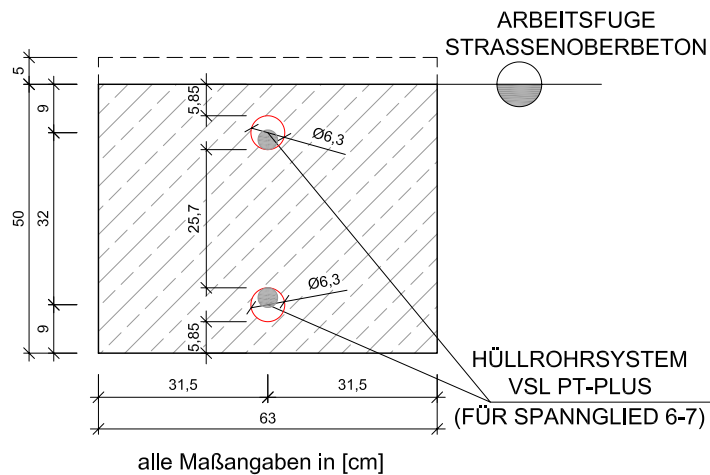 ARBEITSFUGE
STRASSENOBERBETON
5
9
5,85
Ø6,3
50
32
25,7
Ø6,3
9
5,85
31,5
31,5
63
HÜLLROHRSYSTEM
VSL PT-PLUS
(FÜR SPANNGLIED 6-7)
alle Maßangaben in [cm]